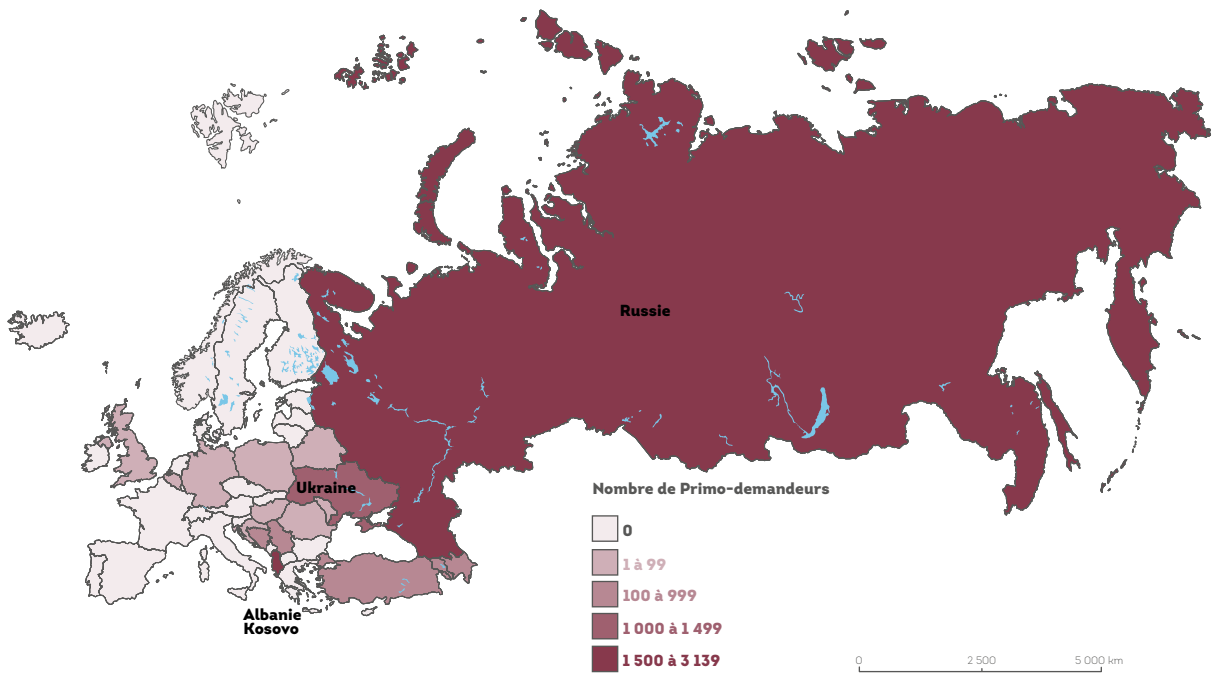 Russie
Ukraine
Nombre de Primo-demandeurs
0
1 à 99
100 à 999
1 000 à 1 499
1 500 à 3 139
Albanie
Kosovo
0 2 500 5 000 km